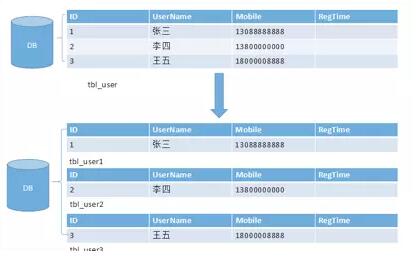 ID UserName Mobile RegTime
1 张三 13088888888
DB
2 李四 13800000000
3 王五 18000008888
tbl_user
ID UserName Mobile RegTime
1 张三 13088888888
tbl_user1
ID UserName Mobile RegTime
DB
2 李四 13800000000
tbl_user2
ID UserName Mobile RegTime
3 王五 18000008888
tbl_user3